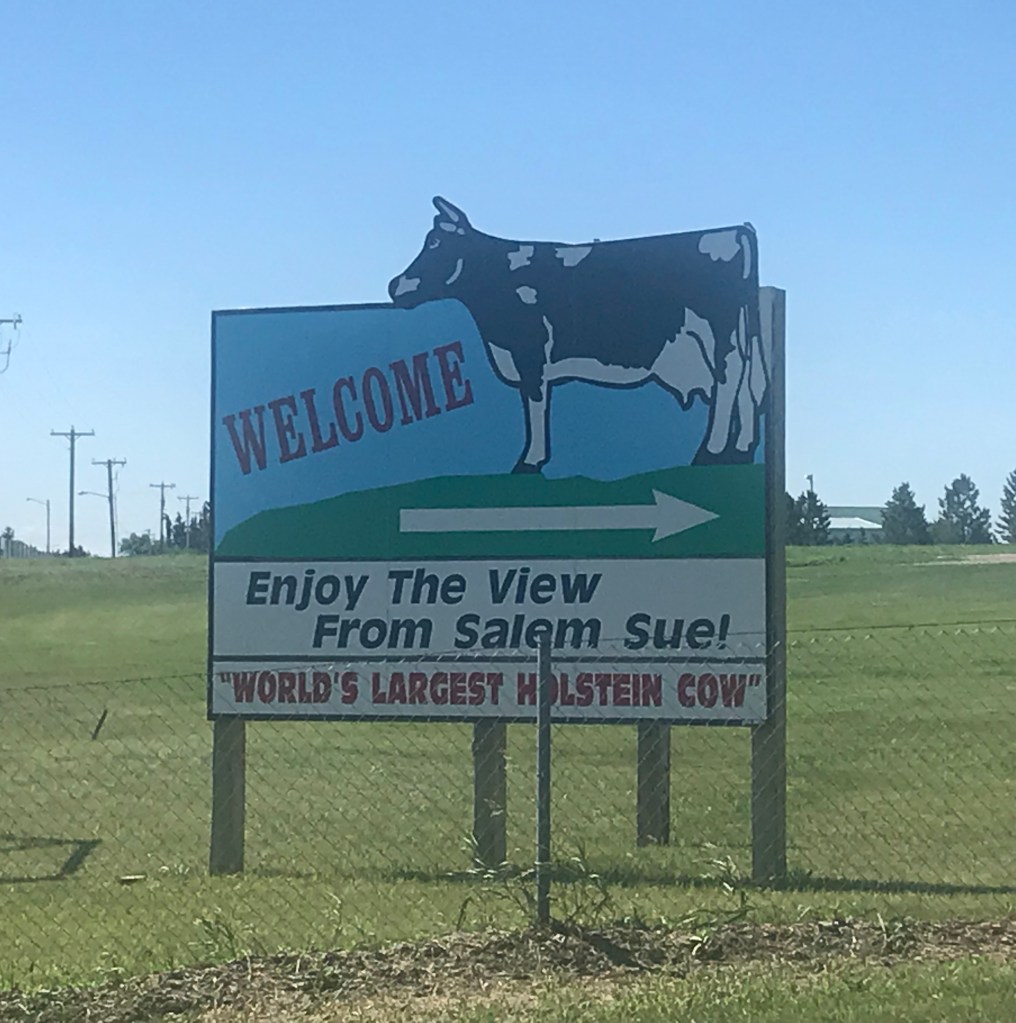 WELCOME
Enjoy The View
From Salem Sue!
"WORLD'S LARGEST HOLSTEIN COW"